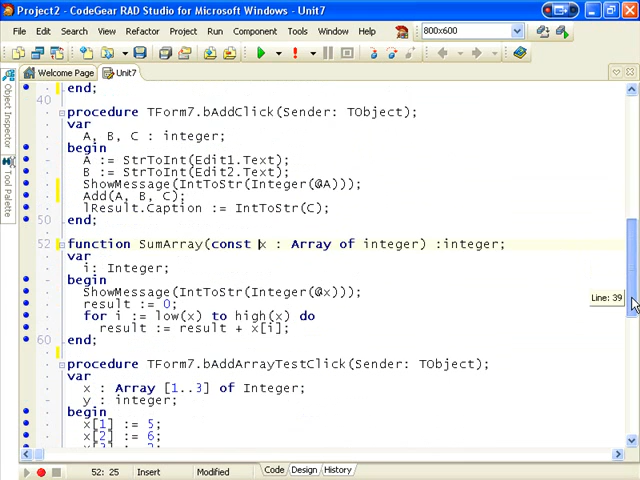 Project2 - CodeGear RAD Studio for Microsoft Windows - Unit7
File Edit Search View Refactor Project Run Component Tools Window Help
800x600
Welcome Page Unit7
Object Inspector
Tool Palette
end;
40
procedure TForm7.bAddClick(Sender: TObject);
var
A, B, C : integer;
begin
A := StrToInt(Edit1.Text);
B := StrToInt(Edit2.Text);
ShowMessage(IntToStr(Integer(@A)));
Add(A, B, C);
lResult.Caption := IntToStr(C);
50 end;
52 function SumArray(const x : Array of integer) :integer;
var
i: Integer;
begin
ShowMessage(IntToStr(Integer(@x)));
result := 0;
for i := low(x) to high(x) do
result := result + x[i];
60 end;
procedure TForm7.bAddArrayTestClick(Sender: TObject);
var
x : Array [1..3] of Integer;
y : integer;
begin
x[1] := 5;
x[2] := 6;
Line: 39
52: 25 Insert Modified Code Design History